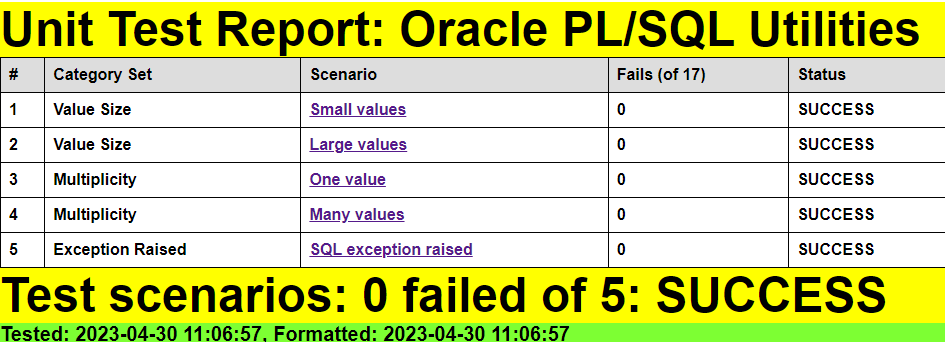 Unit Test Report: Oracle PL/SQL Utilities
# Category Set Scenario Fails (of 17) Status
1 Value Size Small values 0 SUCCESS
2 Value Size Large values 0 SUCCESS
3 Multiplicity One value 0 SUCCESS
4 Multiplicity Many values 0 SUCCESS
5 Exception Raised SQL exception raised 0 SUCCESS
Test scenarios: 0 failed of 5: SUCCESS
Tested: 2023-04-30 11:06:57, Formatted: 2023-04-30 11:06:57